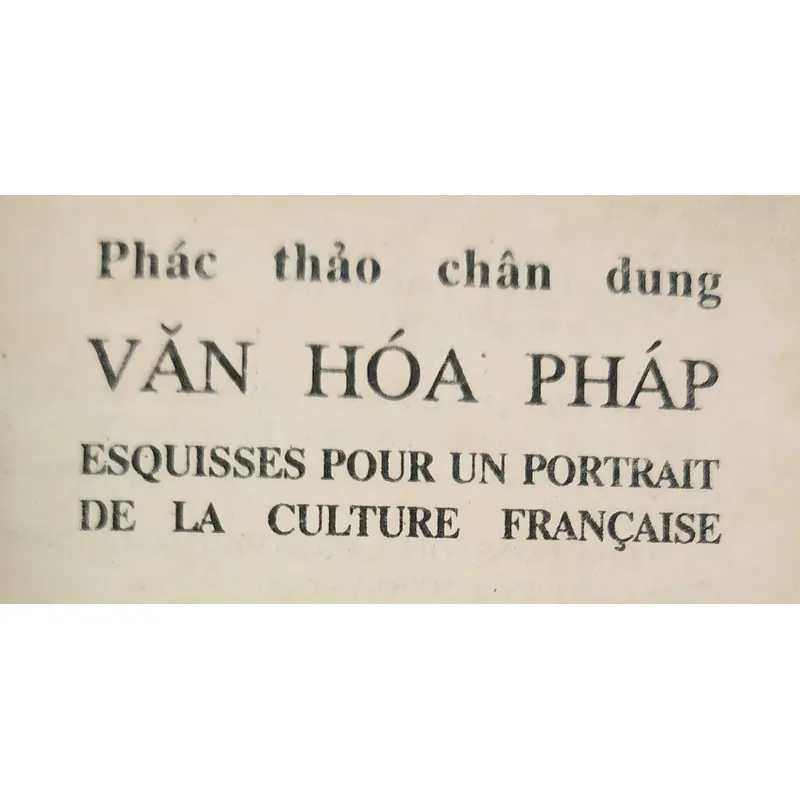 Phác thảo chân dung
VĂN HÓA PHÁP
ESQUISSES POUR UN PORTRAIT
DE LA CULTURE FRANÇAISE